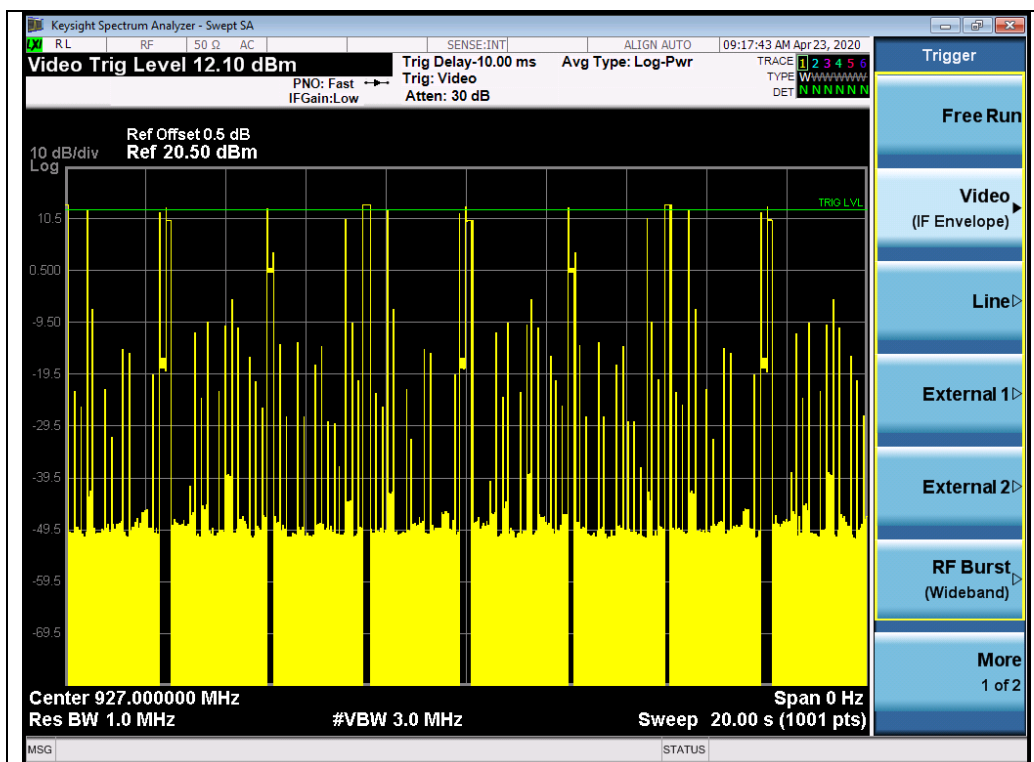 Keysight Spectrum Analyzer - Swept SA
LXI RL RF 50 Ω AC SENSE:INT ALIGN AUTO 09:17:43 AM Apr 23, 2020
Video Trig Level 12.10 dBm
PNO: Fast
IFGain:Low
Trig Delay-10.00 ms
Trig: Video
Atten: 30 dB
Avg Type: Log-Pwr
TRACE 1 2 3 4 5 6
TYPE WWWWWW
DET N N N N N N
Ref Offset 0.5 dB
10 dB/div Ref 20.50 dBm
Log
TRIG LVL
10.5
0.500
-9.50
-19.5
-29.5
-39.5
-49.5
-59.5
-69.5
Center 927.000000 MHz Span 0 Hz
Res BW 1.0 MHz #VBW 3.0 MHz Sweep 20.00 s (1001 pts)
MSG STATUS
Trigger
Free Run
Video
(IF Envelope)
Line
External 1
External 2
RF Burst
(Wideband)
More
1 of 2